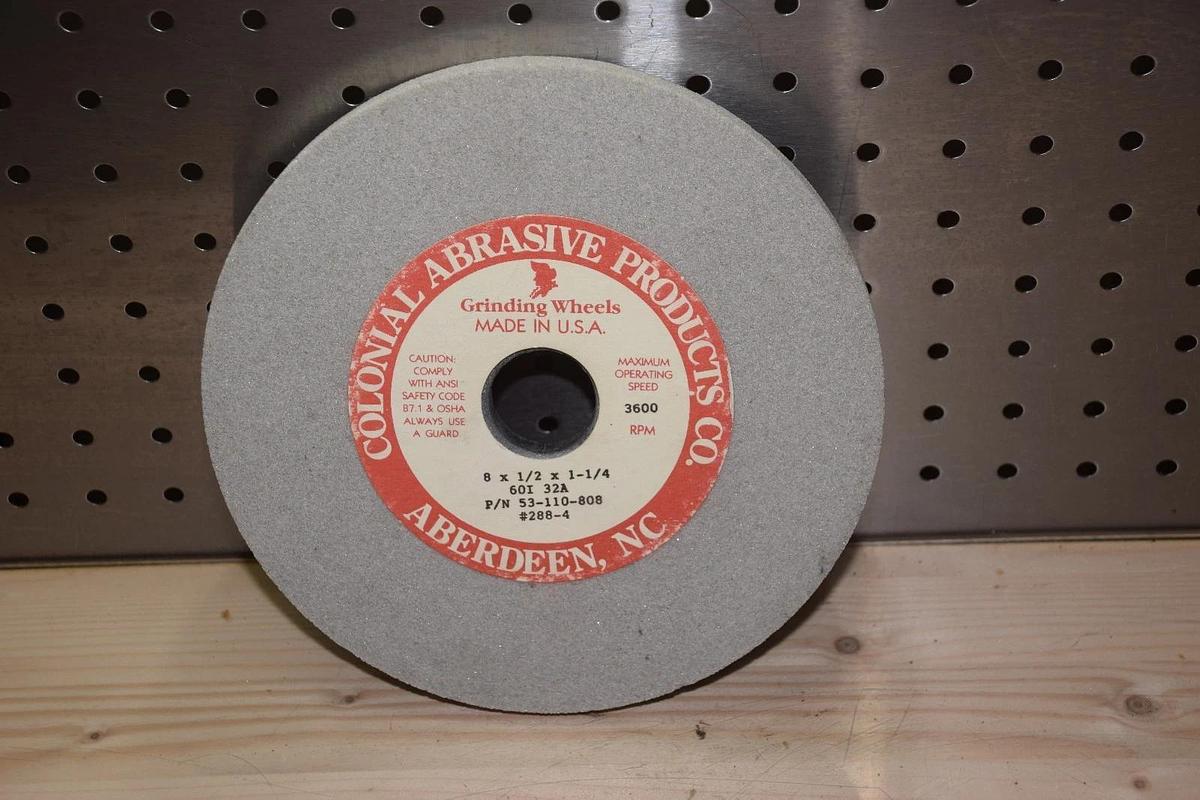 COLONIAL ABRASIVE PRODUCTS CO.
Grinding Wheels
MADE IN U.S.A.
CAUTION:
COMPLY
WITH ANSI
SAFETY CODE
B7.1 & OSHA
ALWAYS USE
A GUARD
MAXIMUM
OPERATING
SPEED
3600
RPM
8 x 1/2 x 1-1/4
60I 32A
P/N 53-110-808
#288-4
ABERDEEN, NC